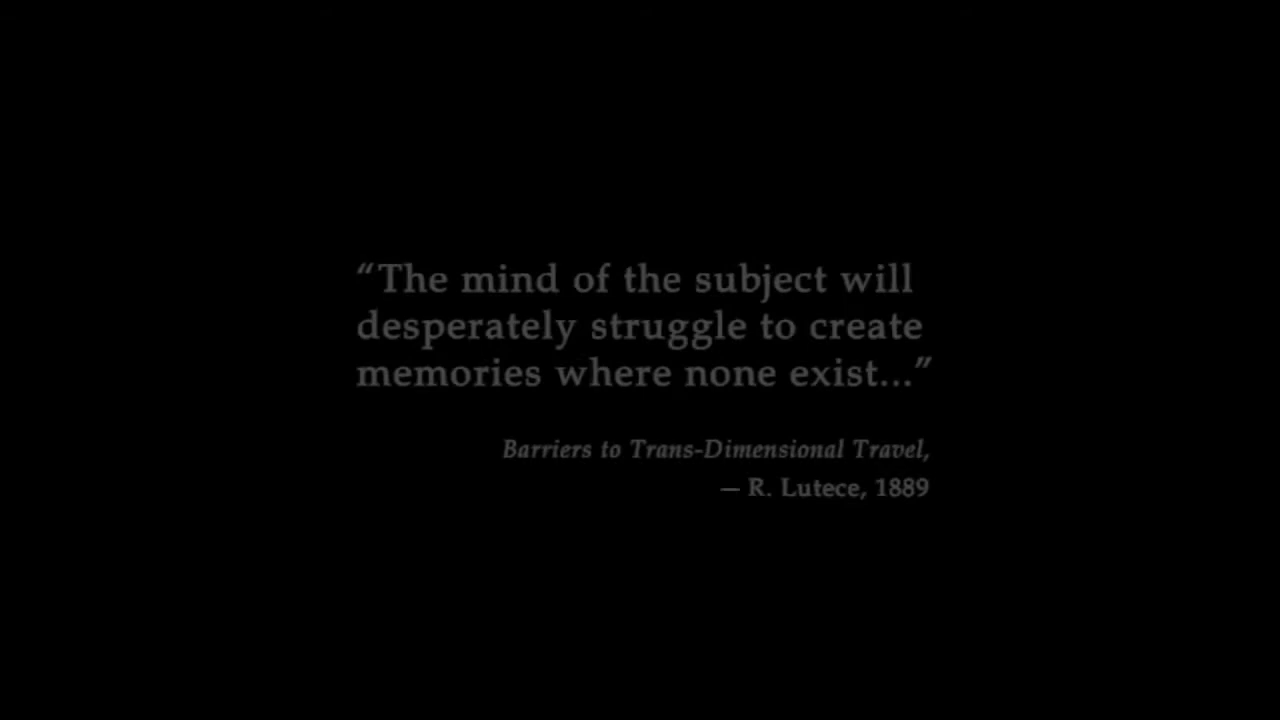 “The mind of the subject will
desperately struggle to create
memories where none exist...”
Barriers to Trans-Dimensional Travel,
— R. Lutece, 1889